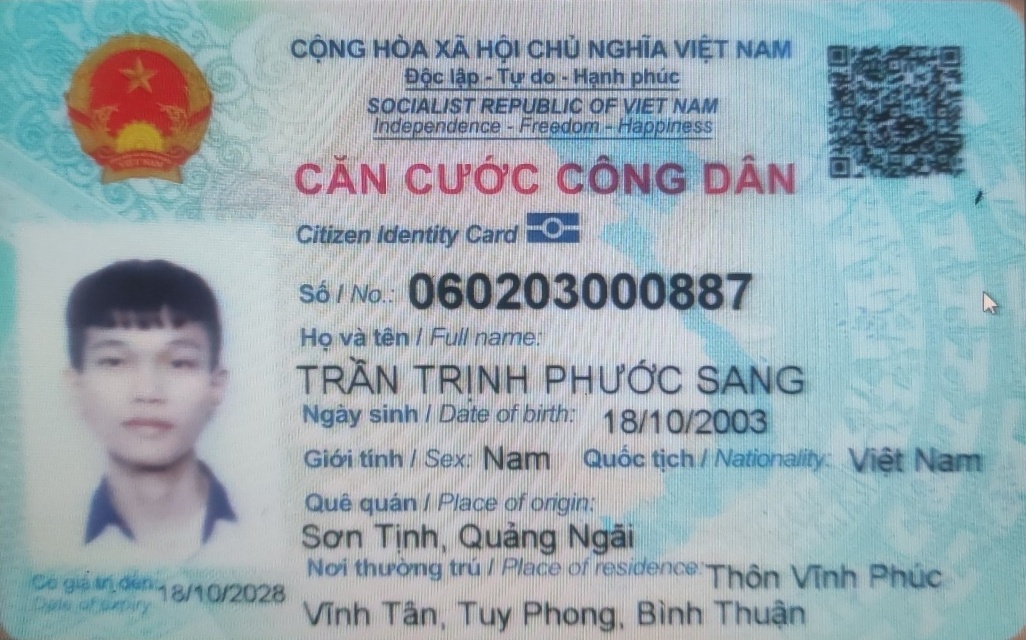 CỘNG HÒA XÃ HỘI CHỦ NGHĨA VIỆT NAM
Độc lập - Tự do - Hạnh phúc
SOCIALIST REPUBLIC OF VIET NAM
Independence - Freedom - Happiness
CĂN CƯỚC CÔNG DÂN
Citizen Identity Card
Số / No.: 060203000887
Họ và tên / Full name:
TRẦN TRỊNH PHƯỚC SANG
Ngày sinh / Date of birth: 18/10/2003
Giới tính / Sex: Nam Quốc tịch / Nationality: Việt Nam
Quê quán / Place of origin:
Sơn Tịnh, Quảng Ngãi
Nơi thường trú / Place of residence: Thôn Vĩnh Phúc
Vĩnh Tân, Tuy Phong, Bình Thuận
Có giá trị đến: 18/10/2028
Date of expiry
VIỆT NAM